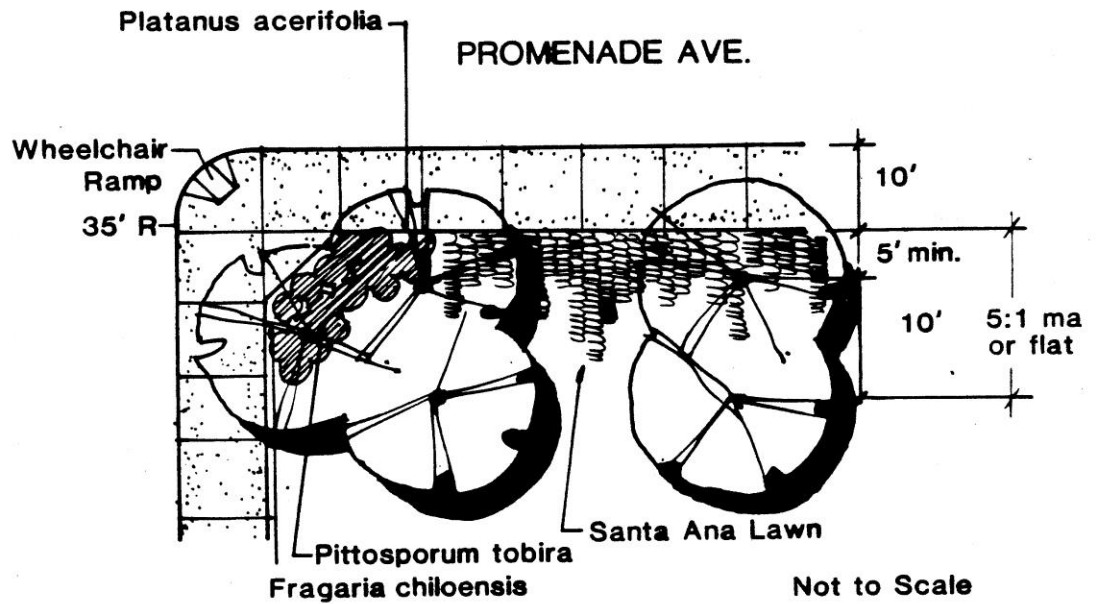 Platanus acerifolia
PROMENADE AVE.
Wheelchair
Ramp
35' R
10'
5' min.
10'
5:1 ma
or flat
Santa Ana Lawn
Pittosporum tobira
Fragaria chiloensis
Not to Scale